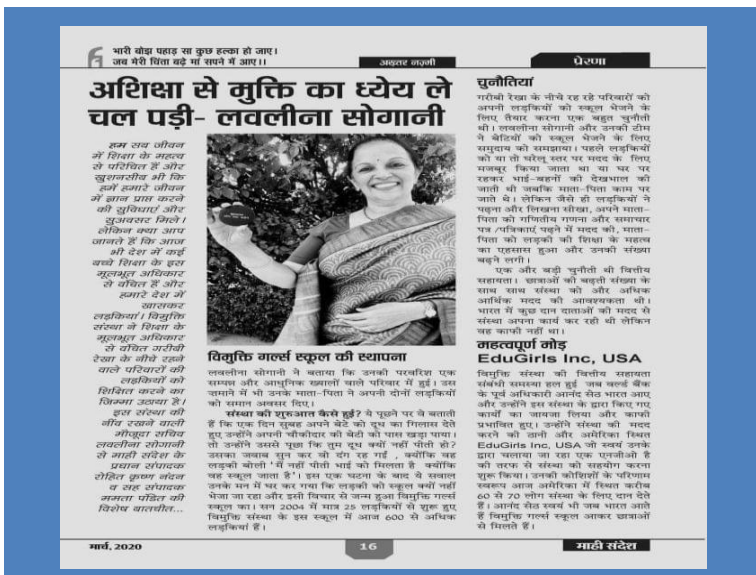 भारी बोझ पहाड़ सा कुछ हल्का हो जाए।
जब मेरी चिंता बढ़े मां सपने में आए।।
अख़्तर नज़्मी
प्रेरणा
अशिक्षा से मुक्ति का ध्येय ले
चल पड़ी- लवलीना सोगानी
हम सब जीवन
में शिक्षा के महत्व
से परिचित हैं और
खुशनसीब भी कि
हमें हमारे जीवन
में ज्ञान प्राप्त करने
की सुविधाएं और
सुअवसर मिले।
लेकिन क्या आप
जानते हैं कि आज
भी देश में कई
बच्चे शिक्षा के इस
मूलभूत अधिकार
से वंचित हैं और
हमारे देश में
खासकर
लड़कियां। विमुक्ति
संस्था ने शिक्षा के
मूलभूत अधिकार
से वंचित गरीबी
रेखा के नीचे रहने
वाले परिवारों की
लड़कियों को
शिक्षित करने का
जिम्मा उठाया है।
इस संस्था की
नींव रखने वाली
मौजूदा सचिव
लवलीना सोगानी
से माही संदेश के
प्रधान संपादक
रोहित कृष्ण नंदन
व सह संपादक
ममता पंडित की
विशेष बातचीत...
विमुक्ति गर्ल्स स्कूल की स्थापना
लवलीना सोगानी ने बताया कि उनकी परवरिश एक
सम्पन्न और आधुनिक ख्यालों वाले परिवार में हुई। उस
ज़माने में भी उनके माता-पिता ने अपनी दोनों लड़कियों
को समान अवसर दिए।
संस्था की शुरुआत कैसे हुई? ये पूछने पर वे बताती
हैं कि एक दिन सुबह अपने बेटे को दूध का गिलास देते
हुए उन्होंने अपनी चौकीदार की बेटी को पास खड़ा पाया।
तो उन्होंने उससे पूछा कि तुम दूध क्यों नहीं पीती हो?
उसका जवाब सुन कर वो दंग रह गईं , क्योंकि वह
लड़की बोली 'मैं नहीं पीती भाई को मिलता है क्योंकि
वह स्कूल जाता है'। इस एक घटना के बाद ये सवाल
उनके मन में घर कर गया कि लड़की को स्कूल क्यों नहीं
भेजा जा रहा और इसी विचार से जन्म हुआ विमुक्ति गर्ल्स
स्कूल का। सन 2004 में मात्र 25 लड़कियों से शुरू हुए
विमुक्ति संस्था के इस स्कूल में आज 600 से अधिक
लड़कियां हैं।
चुनौतियां
गरीबी रेखा के नीचे रह रहे परिवारों को
अपनी लड़कियों को स्कूल भेजने के
लिए तैयार करना एक बहुत चुनौती
थी। लवलीना सोगानी और उनकी टीम
ने बेटियों को स्कूल भेजने के लिए
समुदाय को समझाया। पहले लड़कियों
को या तो घरेलू स्तर पर मदद के लिए
मजबूर किया जाता था या घर पर
रहकर भाई-बहनों की देखभाल की
जाती थी जबकि माता-पिता काम पर
जाते थे। लेकिन जैसे ही लड़कियों ने
पढ़ना और लिखना सीखा, अपने माता-
पिता को गणितीय गणना और समाचार
पत्र /पत्रिकाएं पढ़ने में मदद की, माता-
पिता को लड़की की शिक्षा के महत्व
का एहसास हुआ और उनकी संख्या
बढ़ने लगी।
एक और बड़ी चुनौती थी वित्तीय
सहायता। छात्राओं की बढ़ती संख्या के
साथ साथ संस्था को और अधिक
आर्थिक मदद की आवश्यकता थी।
भारत में कुछ दान दाताओं की मदद से
संस्था अपना कार्य कर रही थी लेकिन
वह काफी नहीं था।
महत्वपूर्ण मोड़
EduGirls Inc, USA
विमुक्ति संस्था की वित्तीय सहायता
संबंधी समस्या हल हुई जब वर्ल्ड बैंक
के पूर्व अधिकारी आनंद सेठ भारत आए
और उन्होंने इस संस्था के द्वारा किए गए
कार्यों का जायजा लिया और काफी
प्रभावित हुए। उन्होंने संस्था की मदद
करने की ठानी और अमेरिका स्थित
EduGirls Inc, USA जो स्वयं उनके
द्वारा चलाया जा रहा एक एनजीओ है
की तरफ से संस्था को सहयोग करना
शुरू किया। उनकी कोशिशों के परिणाम
स्वरूप आज अमेरिका में स्थित करीब
60 से 70 लोग संस्था के लिए दान देते
हैं। आनंद सेठ स्वयं भी जब भारत आते
हैं विमुक्ति गर्ल्स स्कूल आकर छात्राओं
से मिलते हैं।
मार्च, 2020
16
माही संदेश